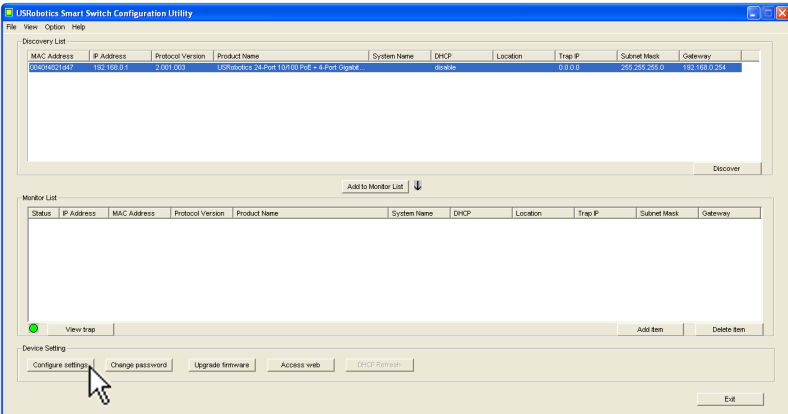 USRobotics Smart Switch Configuration Utility
File View Option Help
Discovery List
MAC Address IP Address Protocol Version Product Name System Name DHCP Location Trap IP Subnet Mask Gateway
0040f4821d47 192.168.0.1 2.001.003 USRobotics 24-Port 10/100 PoE + 4-Port Gigabit... disable 0.0.0.0 255.255.255.0 192.168.0.254
Discover
Add to Monitor List
Monitor List
Status IP Address MAC Address Protocol Version Product Name System Name DHCP Location Trap IP Subnet Mask Gateway
View trap Add item Delete item
Device Setting
Configure settings Change password Upgrade firmware Access web DHCP Refresh
Exit